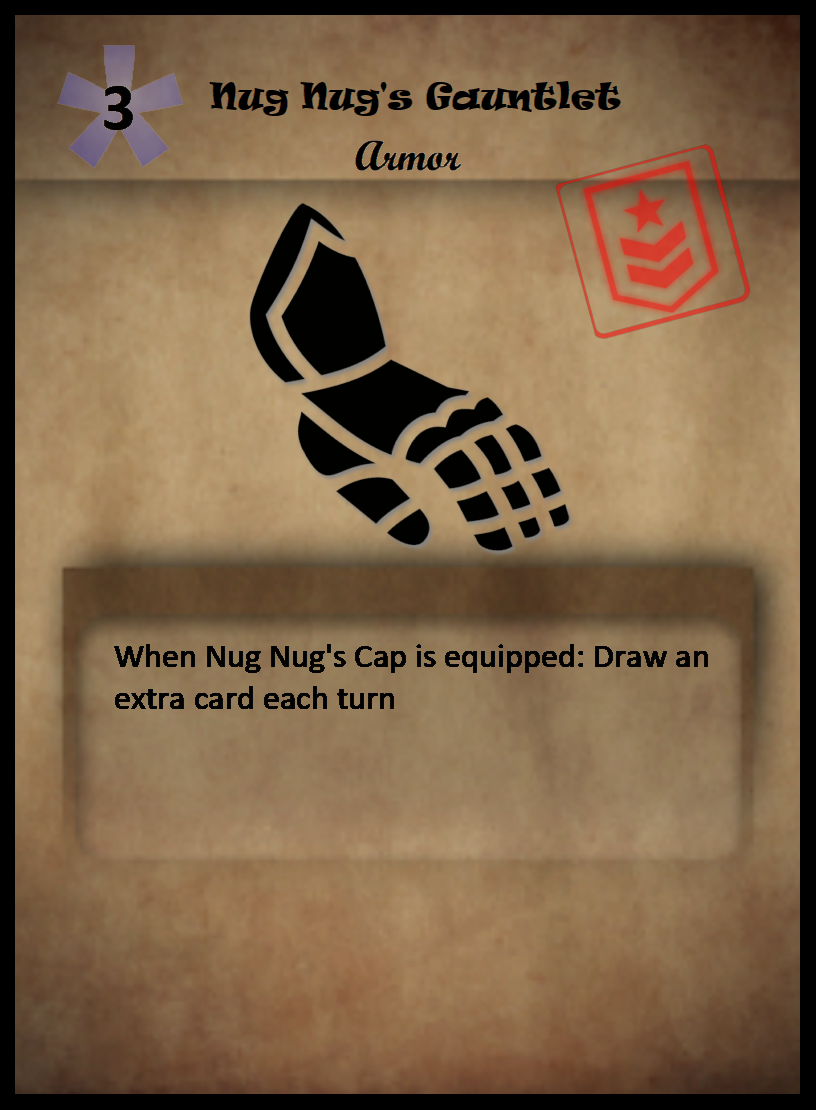 3
Nug Nug's Gauntlet
Armor
When Nug Nug's Cap is equipped: Draw an
extra card each turn